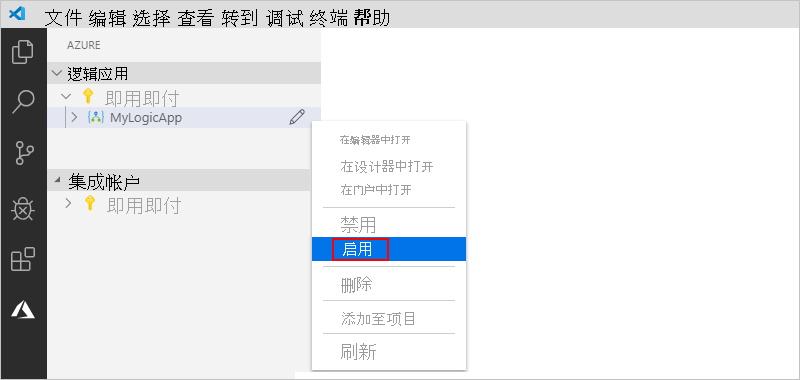 文件 编辑 选择 查看 转到 调试 终端 帮助
AZURE
逻辑应用
即用即付
MyLogicApp
集成帐户
即用即付
在编辑器中打开
在设计器中打开
在门户中打开
禁用
启用
删除
添加至项目
刷新